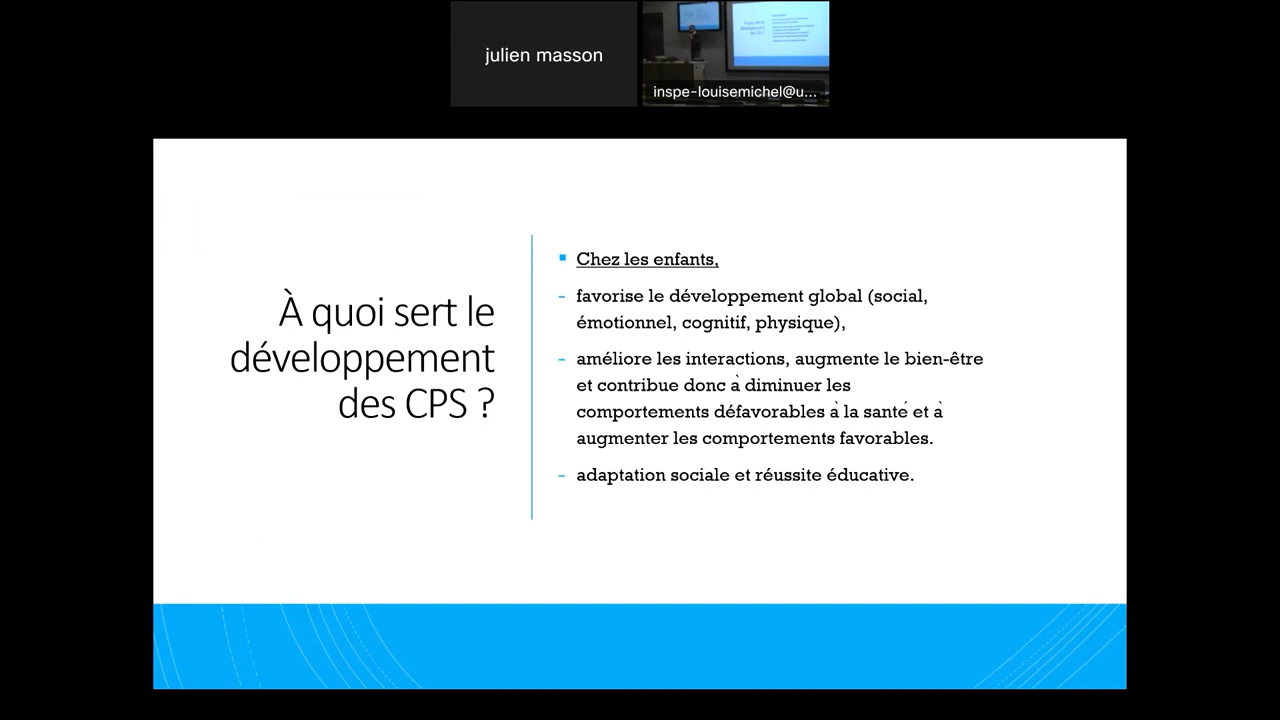 julien masson
inspe-louisemichel@u...
À quoi sert le
développement
des CPS ?
Chez les enfants,
- favorise le développement global (social,
émotionnel, cognitif, physique),
- améliore les interactions, augmente le bien-être
et contribue donc à diminuer les
comportements défavorables à la santé et à
augmenter les comportements favorables.
- adaptation sociale et réussite éducative.